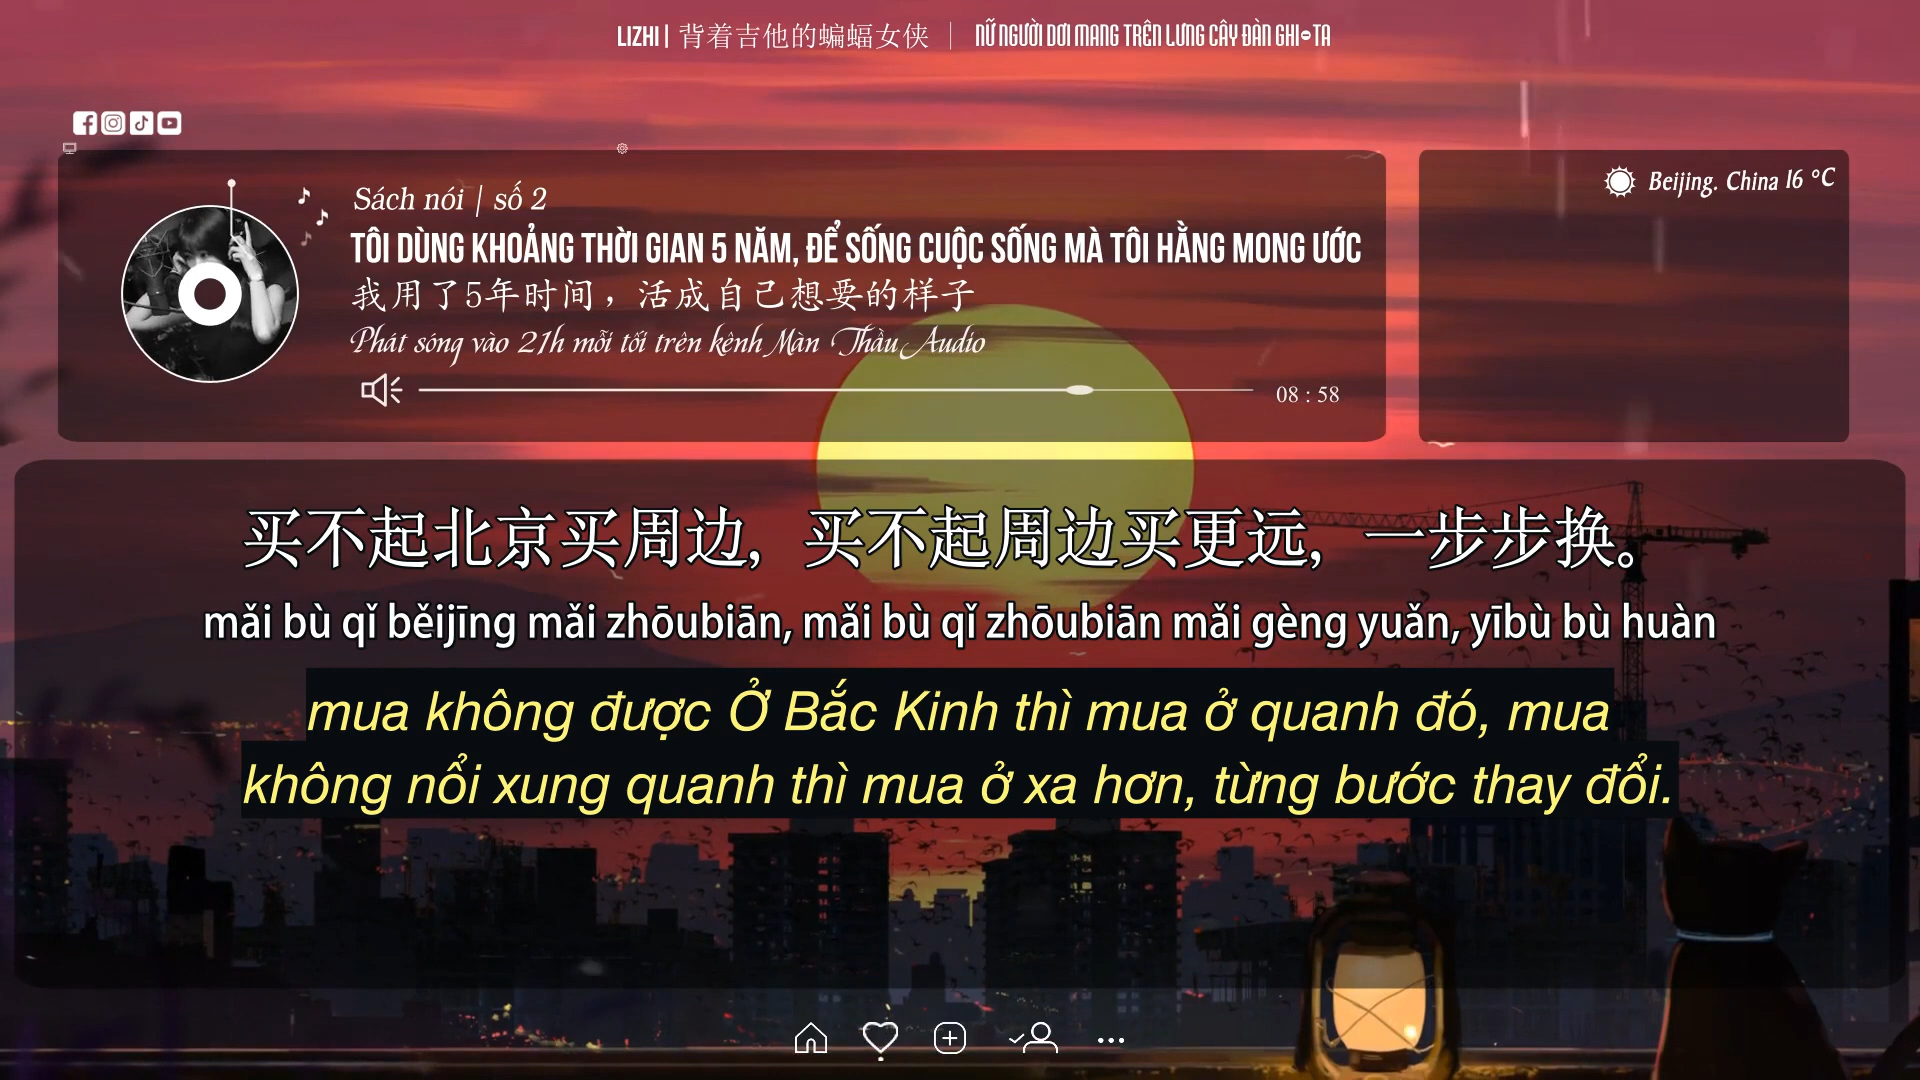 LIZHI | 背着吉他的蝙蝠女侠 | NỮ NGƯỜI DƠI MANG TRÊN LƯNG CÂY ĐÀN GHI-TA
Sách nói | số 2
TÔI DÙNG KHOẢNG THỜI GIAN 5 NĂM, ĐỂ SỐNG CUỘC SỐNG MÀ TÔI HẰNG MONG ƯỚC
我用了5年时间，活成自己想要的样子
Phát sóng vào 21h mỗi tối trên kênh Màn Thầu Audio
08 : 58
Beijing. China 16 °C
买不起北京买周边，买不起周边买更远，一步步换。
mǎi bù qǐ běijīng mǎi zhōubiān, mǎi bù qǐ zhōubiān mǎi gèng yuǎn, yībù bù huàn
mua không được Ở Bắc Kinh thì mua ở quanh đó, mua
không nổi xung quanh thì mua ở xa hơn, từng bước thay đổi.